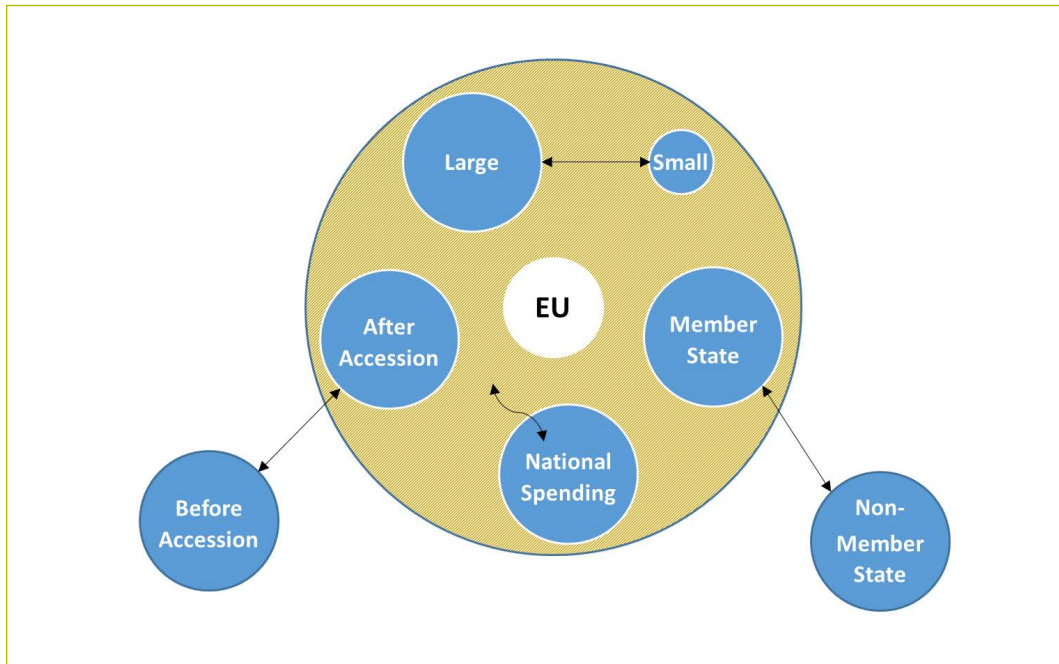 Large
Small
EU
After
Accession
Member
State
National
Spending
Before
Accession
Non-
Member
State